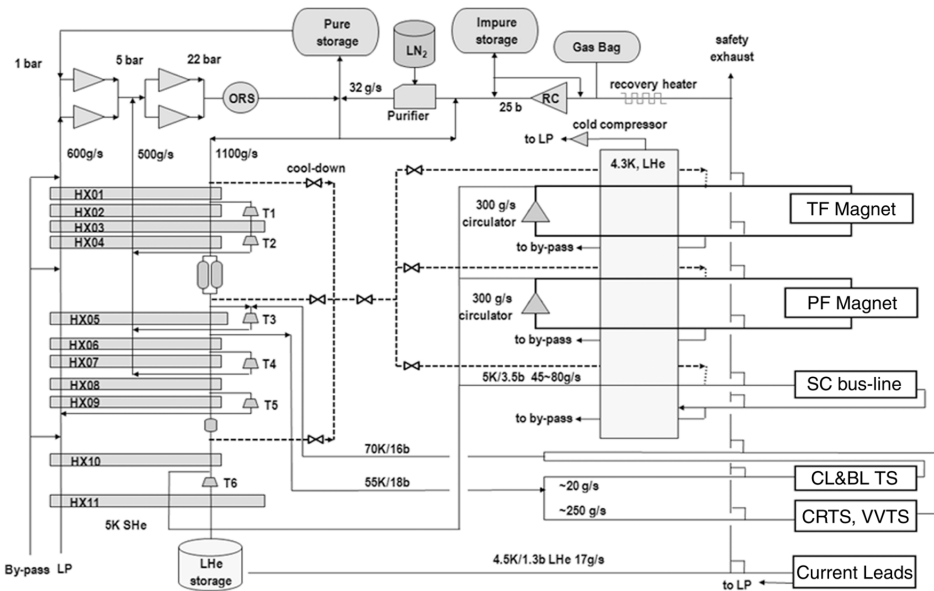 Pure
storage
LN2
Impure
storage
Gas Bag
safety
exhaust
1 bar
5 bar
22 bar
ORS
32 g/s
Purifier
25 b
RC
recovery heater
cold compressor
to LP
600g/s
500g/s
1100g/s
cool-down
4.3K, LHe
HX01
HX02
HX03
HX04
T1
T2
300 g/s
circulator
TF Magnet
to by-pass
HX05
T3
300 g/s
circulator
PF Magnet
HX06
HX07
T4
to by-pass
HX08
HX09
T5
5K/3.5b 45~80g/s
SC bus-line
to by-pass
70K/16b
HX10
T6
55K/18b
~20 g/s
CL&BL TS
HX11
5K SHe
~250 g/s
CRTS, VVTS
LHe
storage
4.5K/1.3b LHe 17g/s
Current Leads
to LP
By-pass LP